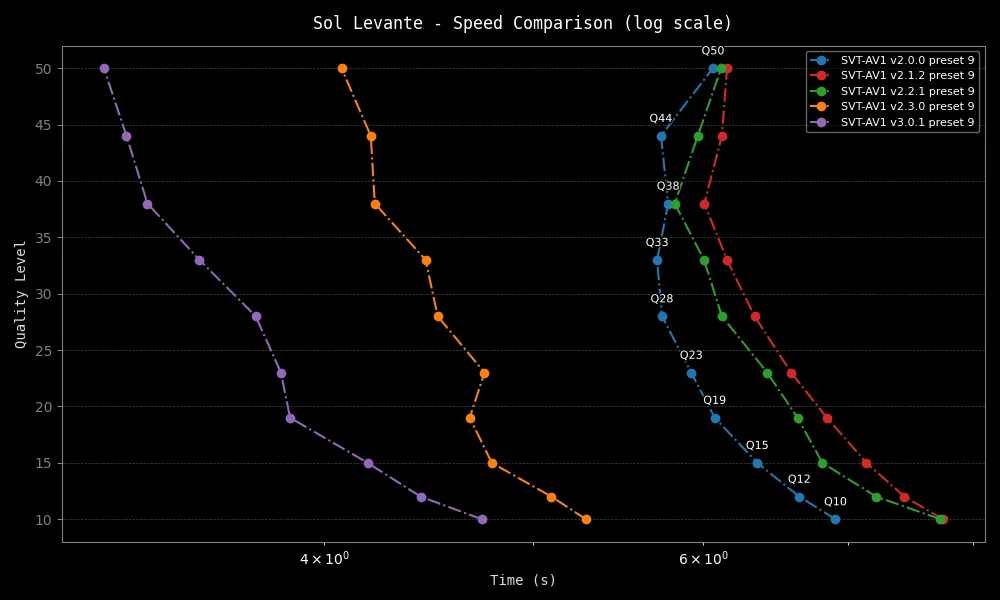 Sol Levante - Speed Comparison (log scale)
SVT-AV1 v2.0.0 preset 9
SVT-AV1 v2.1.2 preset 9
SVT-AV1 v2.2.1 preset 9
SVT-AV1 v2.3.0 preset 9
SVT-AV1 v3.0.1 preset 9
Q50
Q44
Q38
Q33
Q28
Q23
Q19
Q15
Q12
Q10
Quality Level
50
45
40
35
30
25
20
15
10
4 × 10⁰
6 × 10⁰
Time (s)